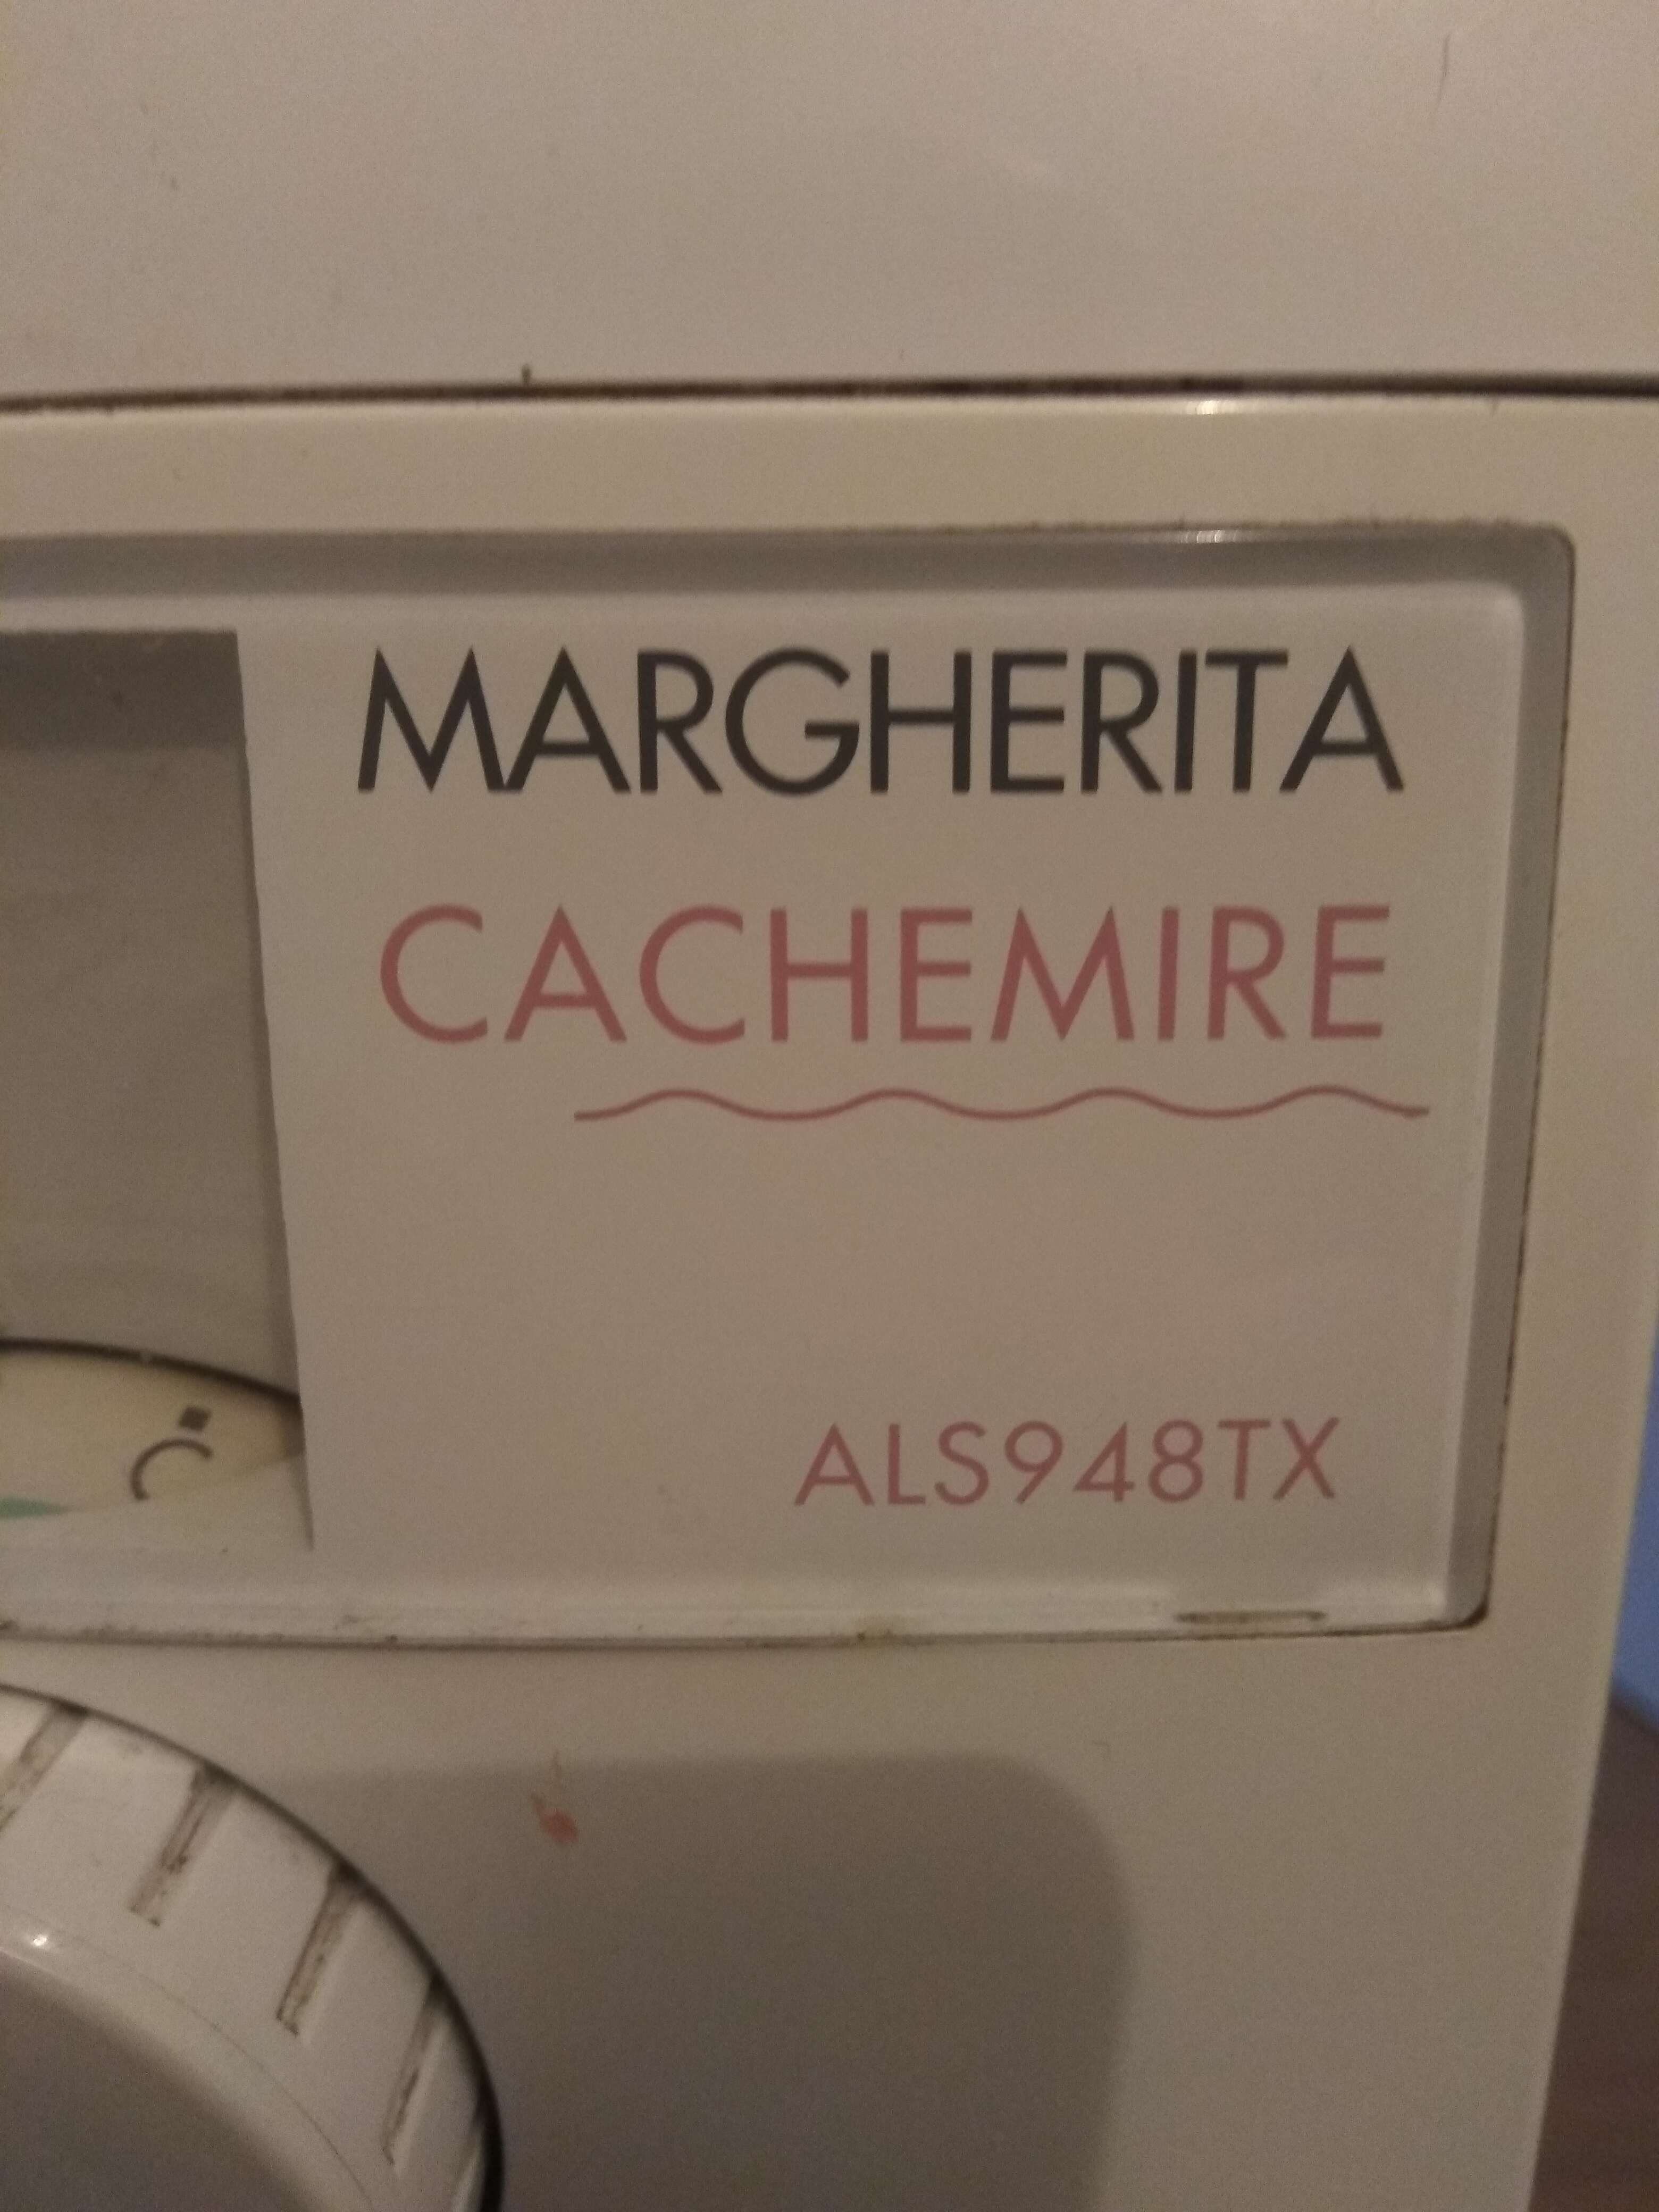 MARGHERITA
CACHEMIRE
ALS948TX